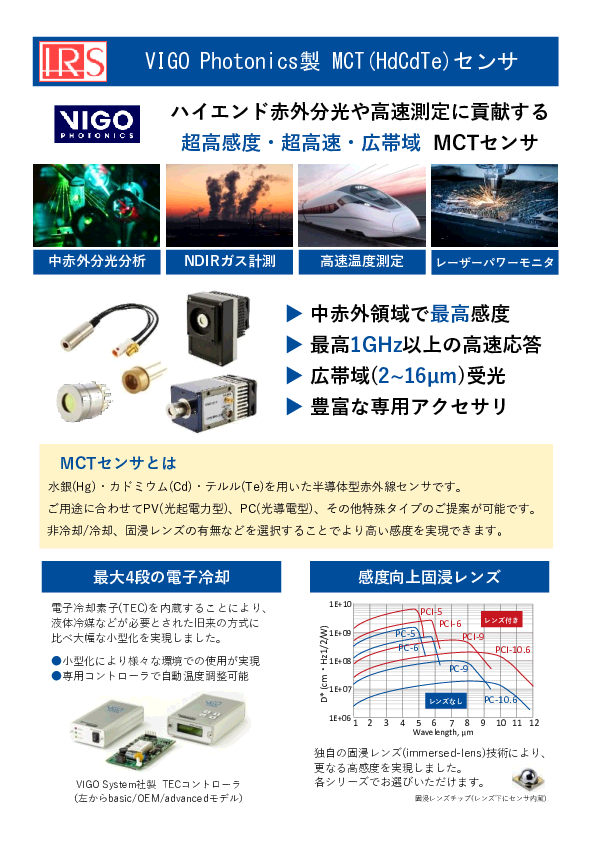 IRS
VIGO Photonics製 MCT(HdCdTe)センサ
VIGO
PHOTONICS
ハイエンド赤外分光や高速測定に貢献する
超高感度・超高速・広帯域 MCTセンサ
中赤外分光分析
NDIRガス計測
高速温度測定
レーザーパワーモニタ
▶ 中赤外領域で最高感度
▶ 最高1GHz以上の高速応答
▶ 広帯域(2~16μm)受光
▶ 豊富な専用アクセサリ
MCTセンサとは
水銀(Hg)・カドミウム(Cd)・テルル(Te)を用いた半導体型赤外線センサです。
ご用途に合わせてPV(光起電力型)、PC(光導電型)、その他特殊タイプのご提案が可能です。
非冷却/冷却、固浸レンズの有無などを選択することでより高い感度を実現できます。
最大4段の電子冷却
電子冷却素子(TEC)を内蔵することにより、
液体冷媒などが必要とされた旧来の方式に
比べ大幅な小型化を実現しました。
●小型化により様々な環境での使用が実現
●専用コントローラで自動温度調整可能
VIGO System社製 TECコントローラ
(左からbasic/OEM/advancedモデル)
感度向上固浸レンズ
D* (cm・Hz1/2/W)
1E+10
1E+09
1E+08
1E+07
1E+06
PCI-5
PCI-6
PC-5
PC-6
PCI-9
PCI-10.6
PC-9
PC-10.6
レンズ付き
レンズなし
1 2 3 4 5 6 7 8 9 10 11 12
Wavelength, μm
独自の固浸レンズ(immersed-lens)技術により、
更なる高感度を実現しました。
各シリーズでお選びいただけます。
固浸レンズチップ(レンズ下にセンサ内蔵)